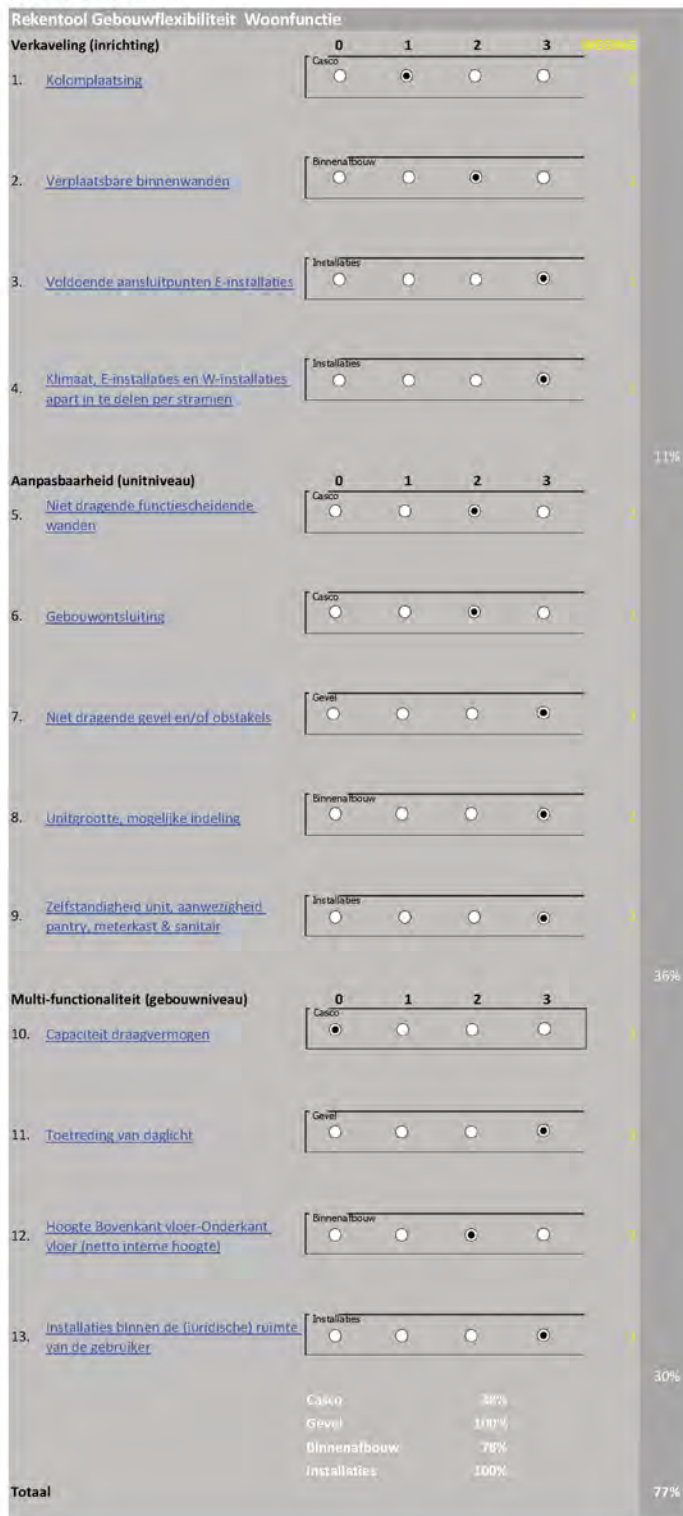 Rekentool Gebouwflexibiliteit Woonfunctie
Verkaveling (inrichting) 0 1 2 3 WEGING
Casco
1. Kolomplaatsing
Binnenafbouw
2. Verplaatsbare binnenwanden
Installaties
3. Voldoende aansluitpunten E-installaties
Installaties
4. Klimaat, E-installaties en W-installaties
apart in te delen per stramien
11%
Aanpasbaarheid (unitniveau) 0 1 2 3
Casco
5. Niet dragende functiescheidende
wanden
Casco
6. Gebouwontsluiting
Gevel
7. Niet dragende gevel en/of obstakels
Binnenafbouw
8. Unitgrootte, mogelijke indeling
Installaties
9. Zelfstandigheid unit, aanwezigheid
pantry, meterkast & sanitair
36%
Multi-functionaliteit (gebouwniveau) 0 1 2 3
Casco
10. Capaciteit draagvermogen
Gevel
11. Toetreding van daglicht
Binnenafbouw
12. Hoogte Bovenkant vloer-Onderkant
vloer (netto interne hoogte)
Installaties
13. Installaties binnen de (juridische) ruimte
van de gebruiker
30%
Casco
Gevel 100%
Binnenafbouw 78%
Installaties 100%
Totaal 77%